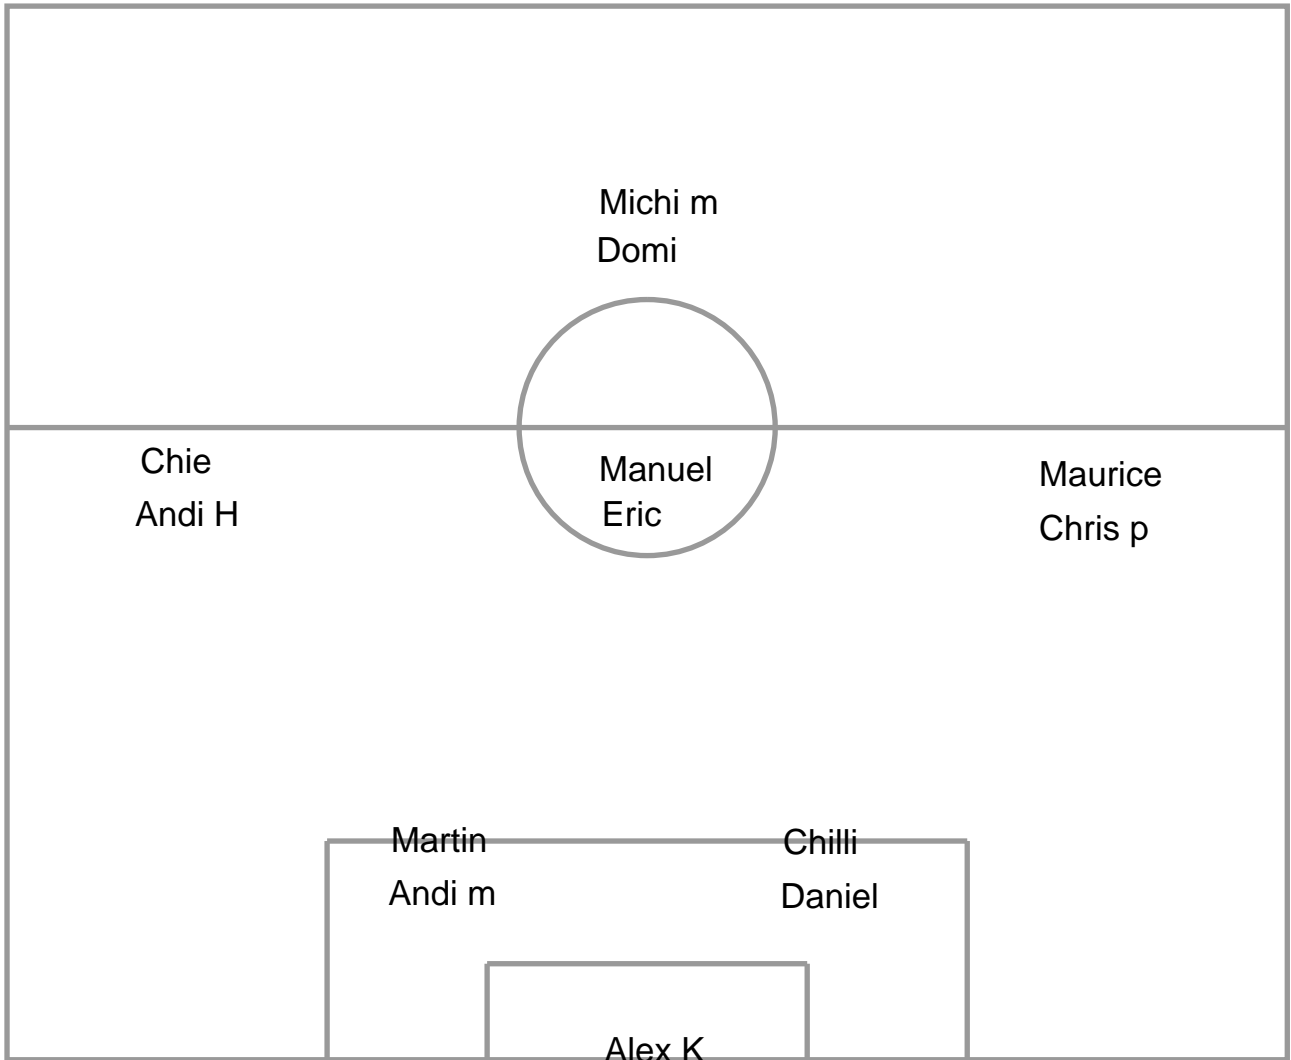 Michi m
Domi
Chie
Andi H
Manuel
Eric
Maurice
Chris p
Martin
Andi m
Chilli
Daniel
Alex K